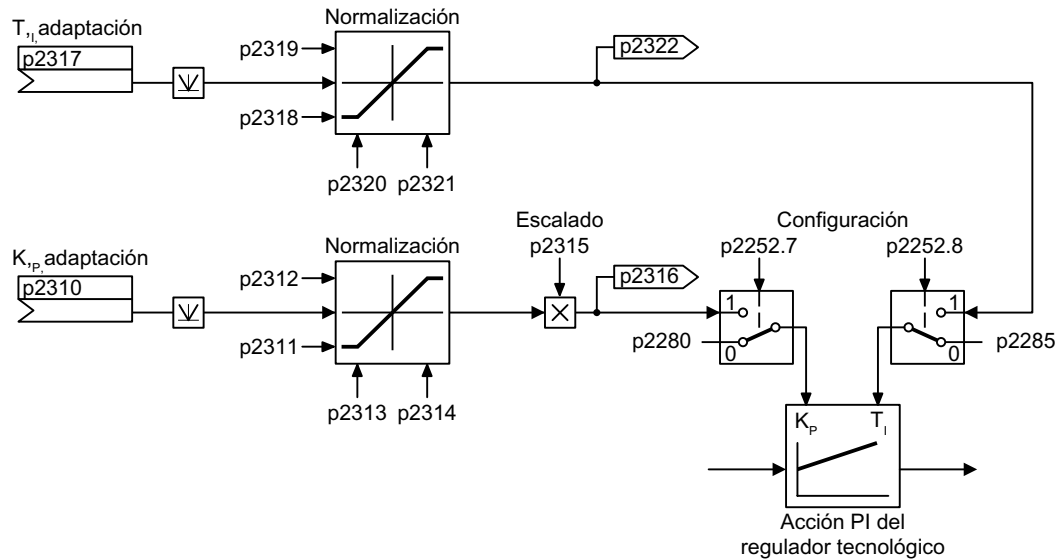 T,I, adaptación
p2317
Normalización
p2319
p2318
p2320
p2321
p2322
K,P, adaptación
p2310
Normalización
p2312
p2311
p2313
p2314
Escalado
p2315
p2316
Configuración
p2252.7
p2252.8
1
0
p2280
1
0
p2285
KP
TI
Acción PI del
regulador tecnológico